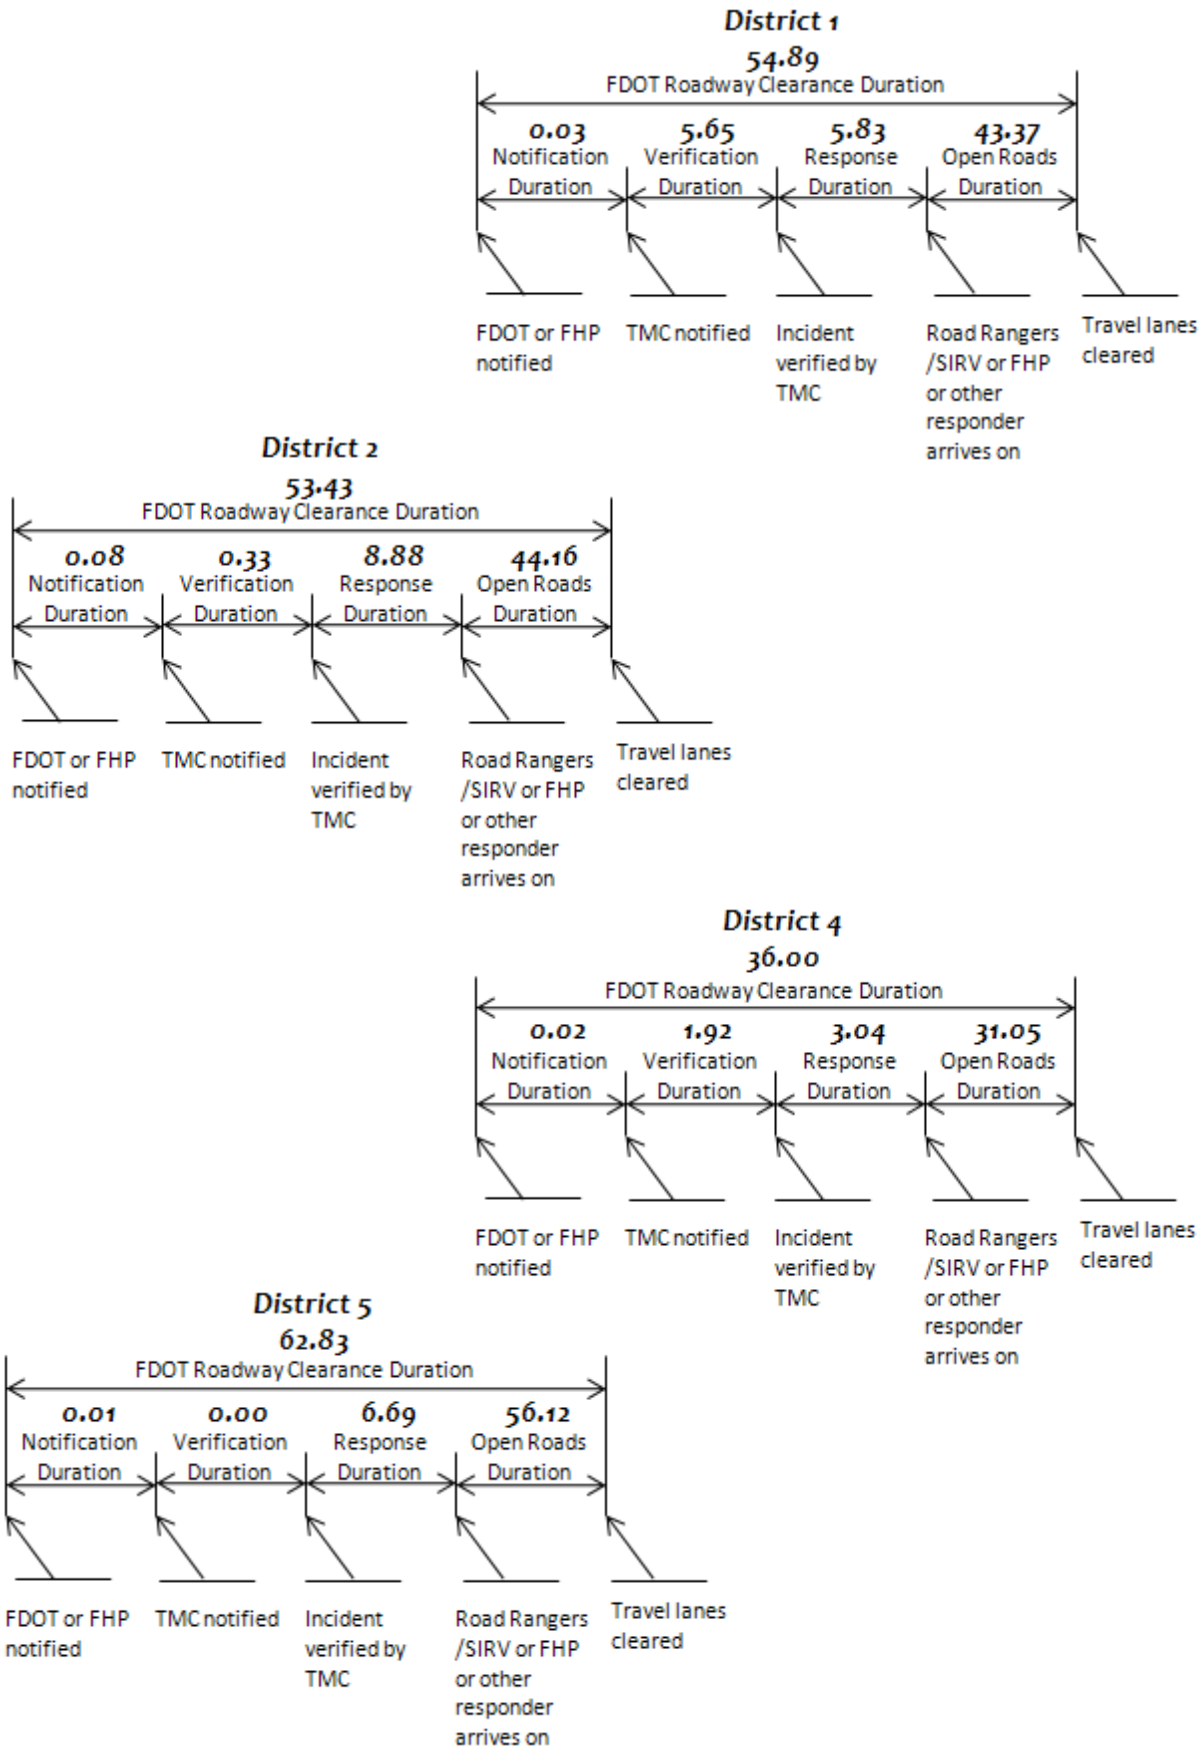 District 1
54.89
FDOT Roadway Clearance Duration
0.03 5.65 5.83 43.37
Notification Verification Response Open Roads
Duration Duration Duration Duration
FDOT or FHP
notified
TMC notified
Incident
verified by
TMC
Road Rangers
/SIRV or FHP
or other
responder
arrives on
Travel lanes
cleared
District 2
53.43
FDOT Roadway Clearance Duration
0.08 0.33 8.88 44.16
Notification Verification Response Open Roads
Duration Duration Duration Duration
FDOT or FHP
notified
TMC notified
Incident
verified by
TMC
Road Rangers
/SIRV or FHP
or other
responder
arrives on
Travel lanes
cleared
District 4
36.00
FDOT Roadway Clearance Duration
0.02 1.92 3.04 31.05
Notification Verification Response Open Roads
Duration Duration Duration Duration
FDOT or FHP
notified
TMC notified
Incident
verified by
TMC
Road Rangers
/SIRV or FHP
or other
responder
arrives on
Travel lanes
cleared
District 5
62.83
FDOT Roadway Clearance Duration
0.01 0.00 6.69 56.12
Notification Verification Response Open Roads
Duration Duration Duration Duration
FDOT or FHP
notified
TMC notified
Incident
verified by
TMC
Road Rangers
/SIRV or FHP
or other
responder
arrives on
Travel lanes
cleared